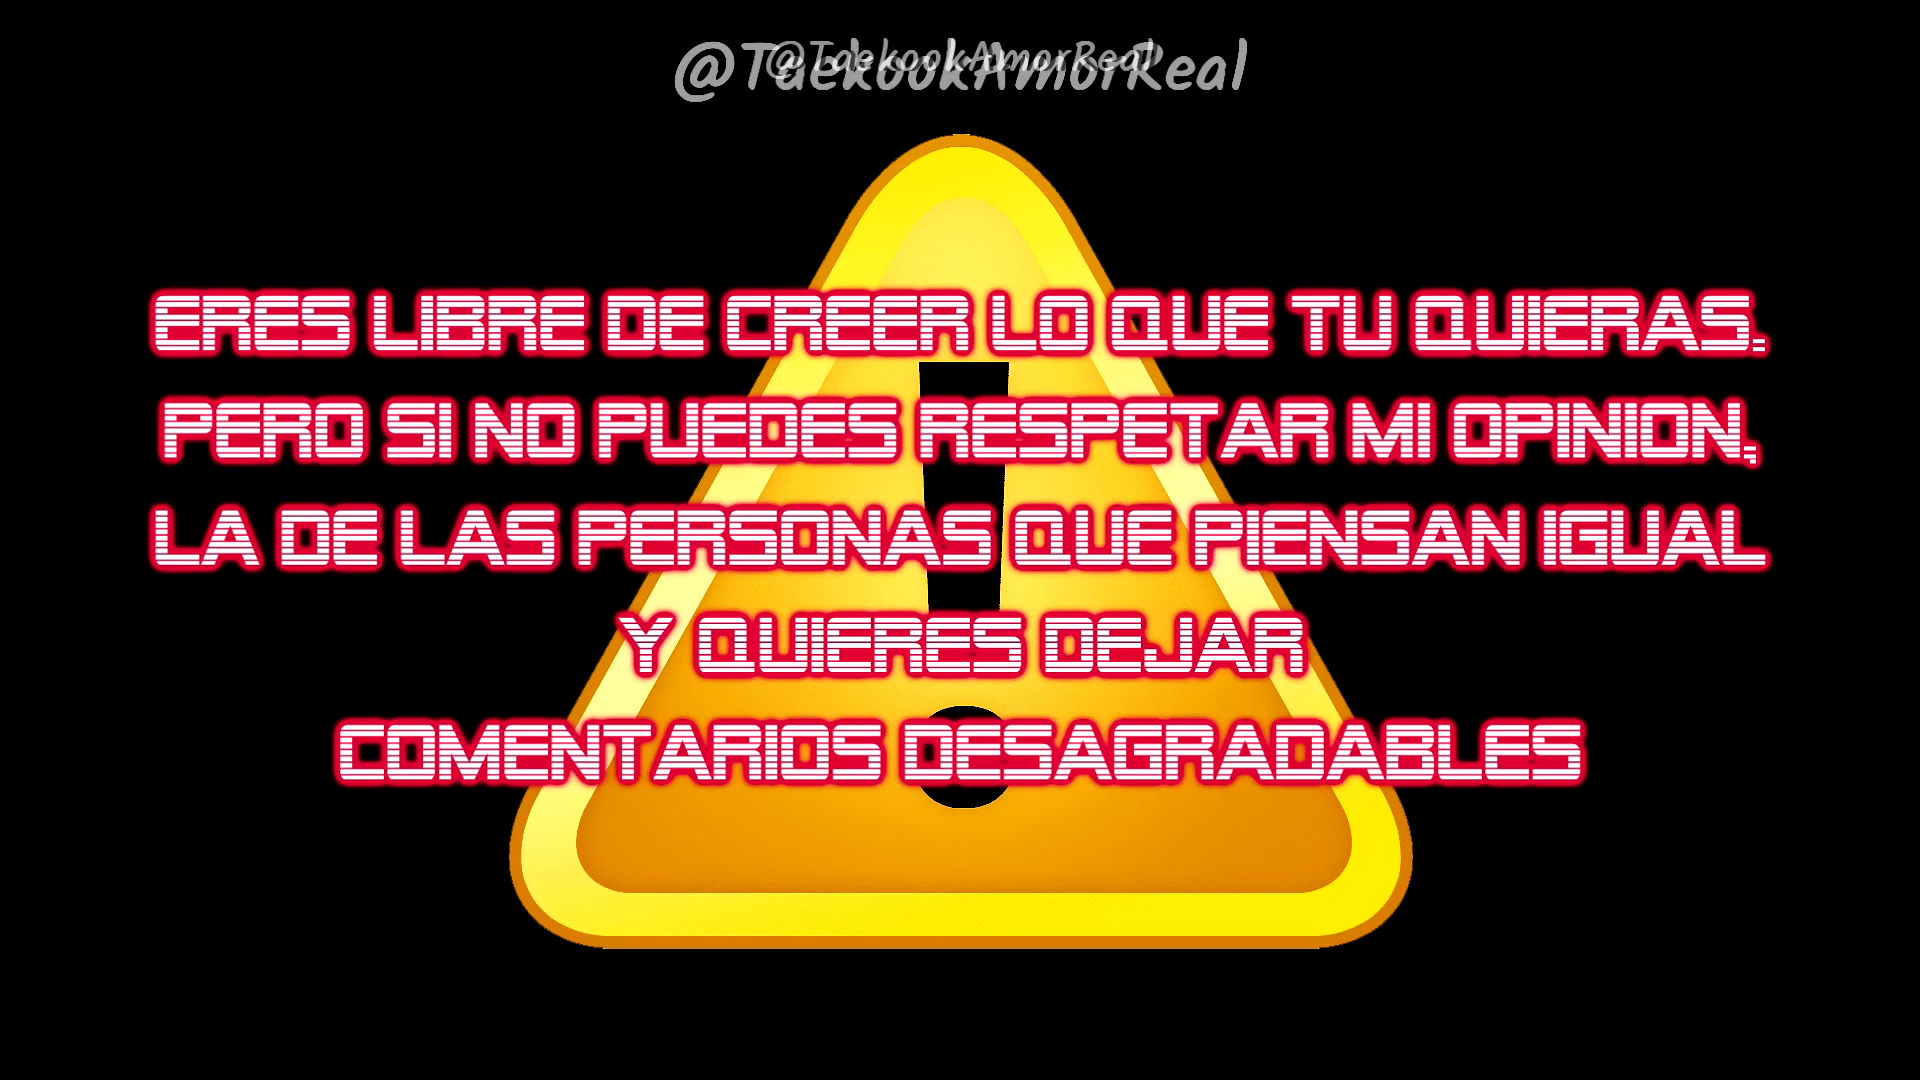 @TaekookAmorReal
@TaekookAmorReal
ERES LIBRE DE CREER LO QUE TU QUIERAS.
PERO SI NO PUEDES RESPETAR MI OPINION,
LA DE LAS PERSONAS QUE PIENSAN IGUAL
Y QUIERES DEJAR
COMENTARIOS DESAGRADABLES